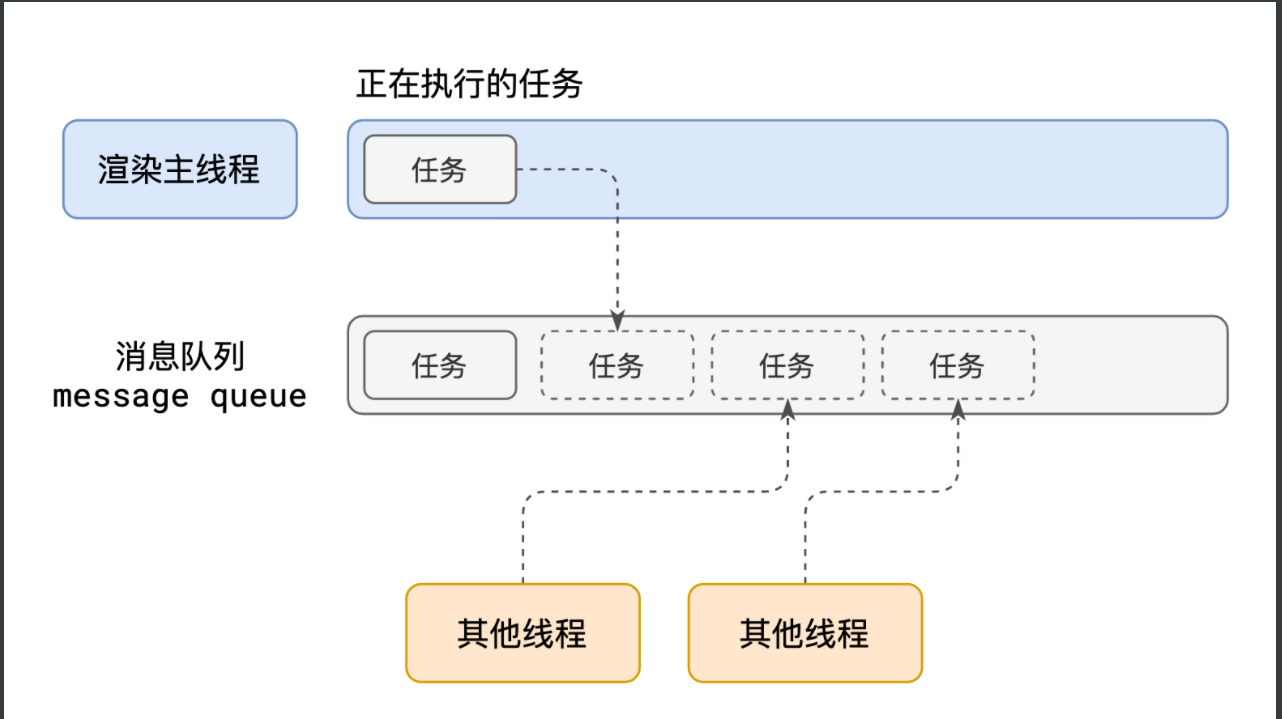 正在执行的任务
渲染主线程
任务
消息队列
message queue
任务
任务
任务
任务
其他线程
其他线程